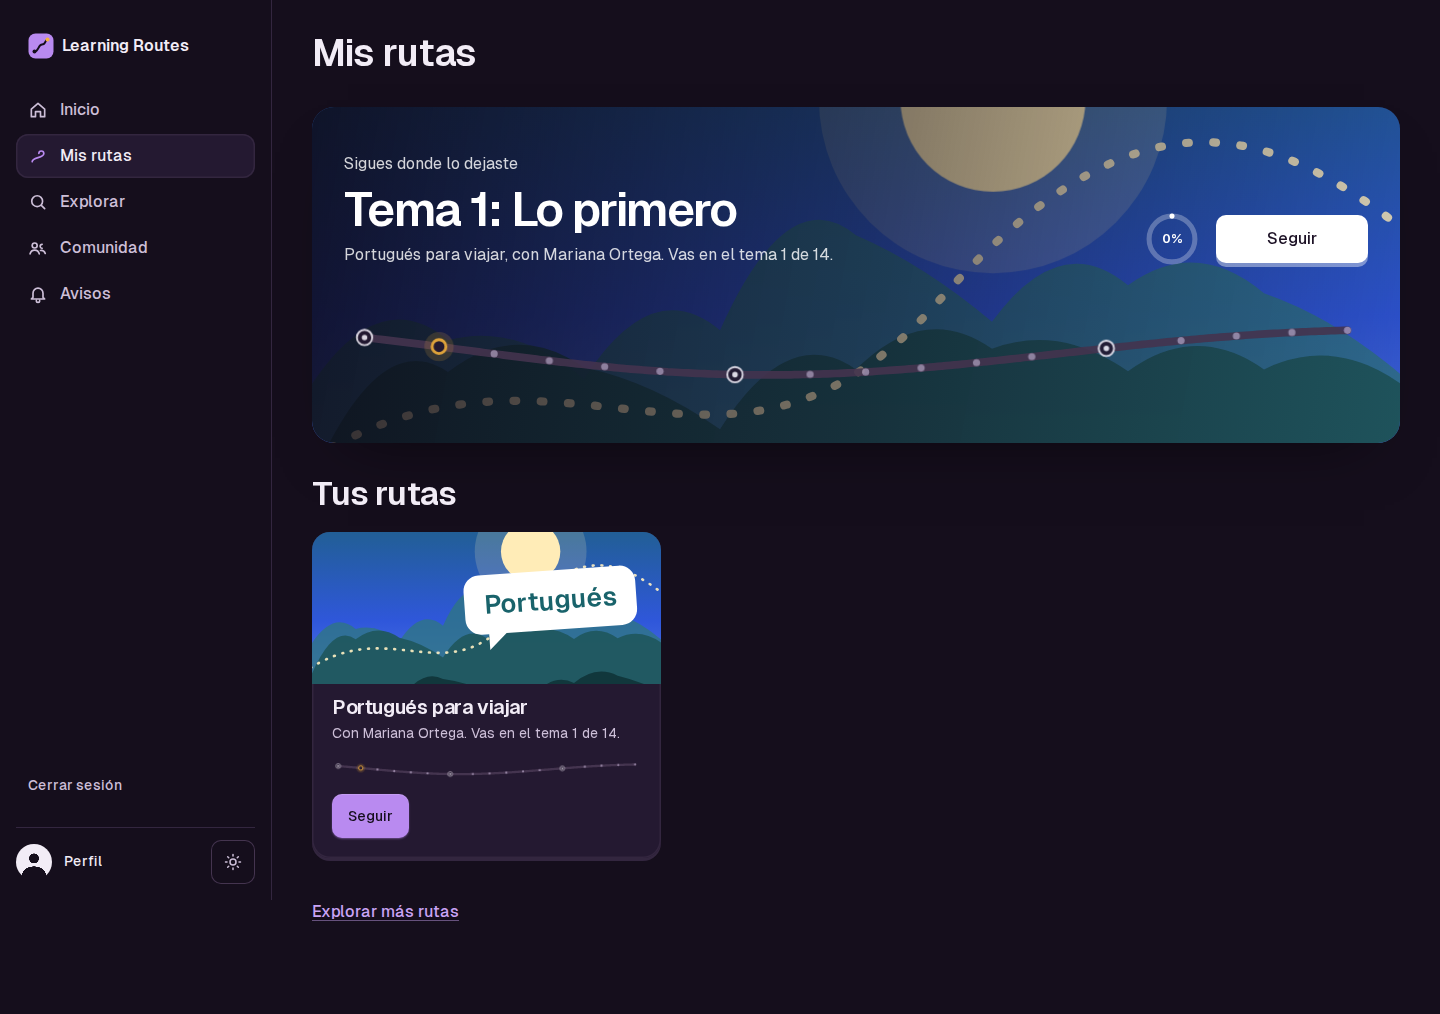 Learning Routes
Inicio
Mis rutas
Explorar
Comunidad
Avisos
Cerrar sesión
Perfil
Mis rutas
Sigues donde lo dejaste
Tema 1: Lo primero
Portugués para viajar, con Mariana Ortega. Vas en el tema 1 de 14.
0%
Seguir
Tus rutas
Portugués
Portugués para viajar
Con Mariana Ortega. Vas en el tema 1 de 14.
Seguir
Explorar más rutas